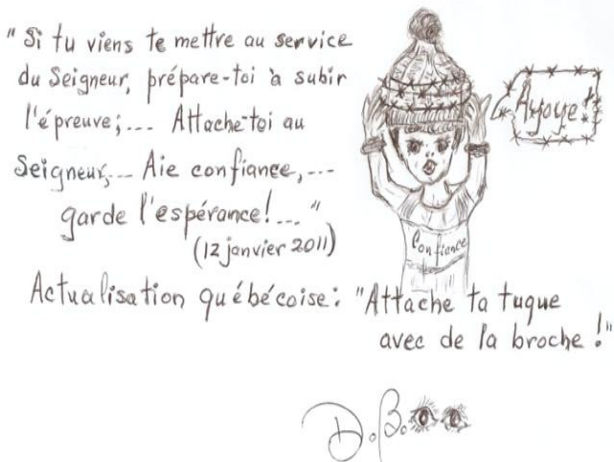 "Si tu viens te mettre au service
du Seigneur, prépare-toi à subir
l'épreuve;... Attache-toi au
Seigneur,... Aie confiance,...
garde l'espérance!..."
(12 janvier 2011)
Ayoye!
Confiance
Actualisation québécoise: "Attache ta tuque
avec de la broche!"
D.B.